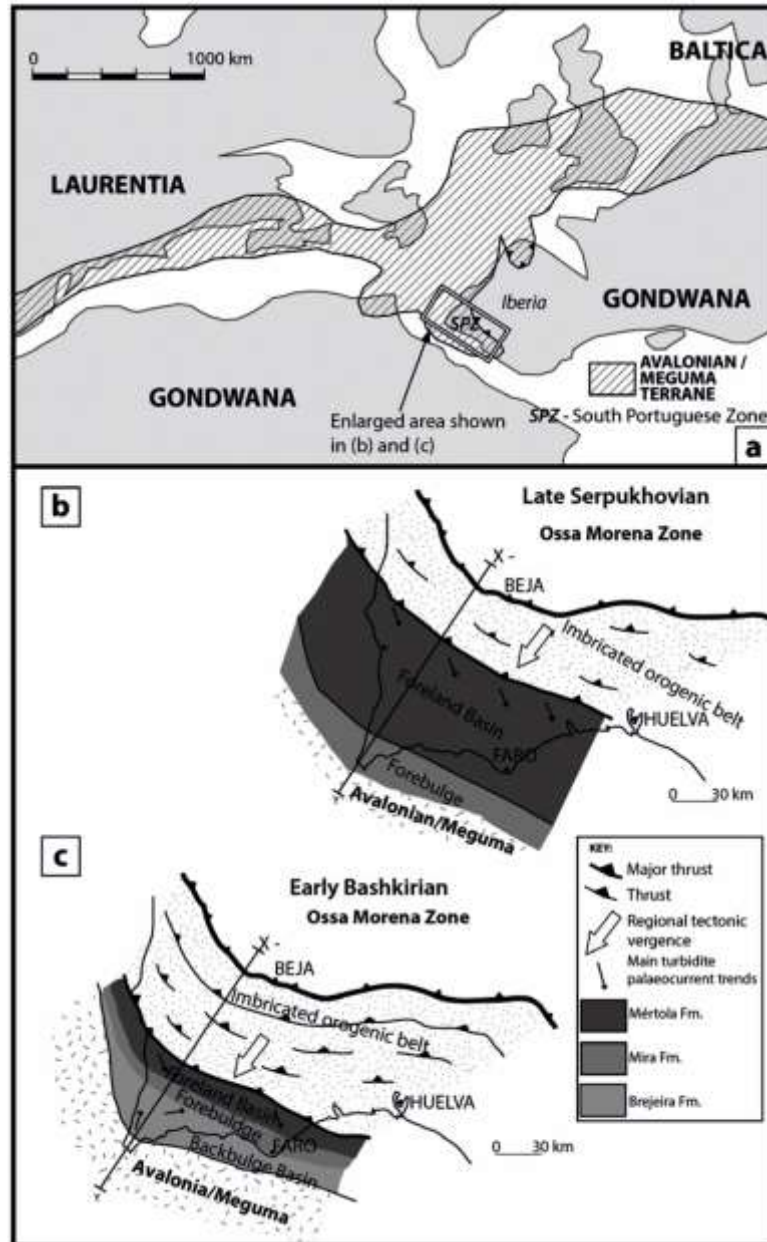 0 1000 km
BALTICA
LAURENTIA
Iberia
GONDWANA
SPZ
GONDWANA
AVALONIAN /
MEGUMA
TERRANE
Enlarged area shown
in (b) and (c)
SPZ - South Portuguese Zone
a
b
Late Serpukhovian
Ossa Morena Zone
X -
BEJA
Imbricated orogenic belt
Foreland Basin
HUELVA
FARO
Forebulge
Y
Avalonian/Meguma
0 30 km
c
Early Bashkirian
Ossa Morena Zone
X -
BEJA
Imbricated orogenic belt
Foreland Basin
Forebuldge
HUELVA
FARO
Backbulge Basin
Y
Avalonia/Meguma
0 30 km
KEY:
Major thrust
Thrust
Regional tectonic
vergence
Main turbidite
palaeocurrent trends
Mértola Fm.
Mira Fm.
Brejeira Fm.